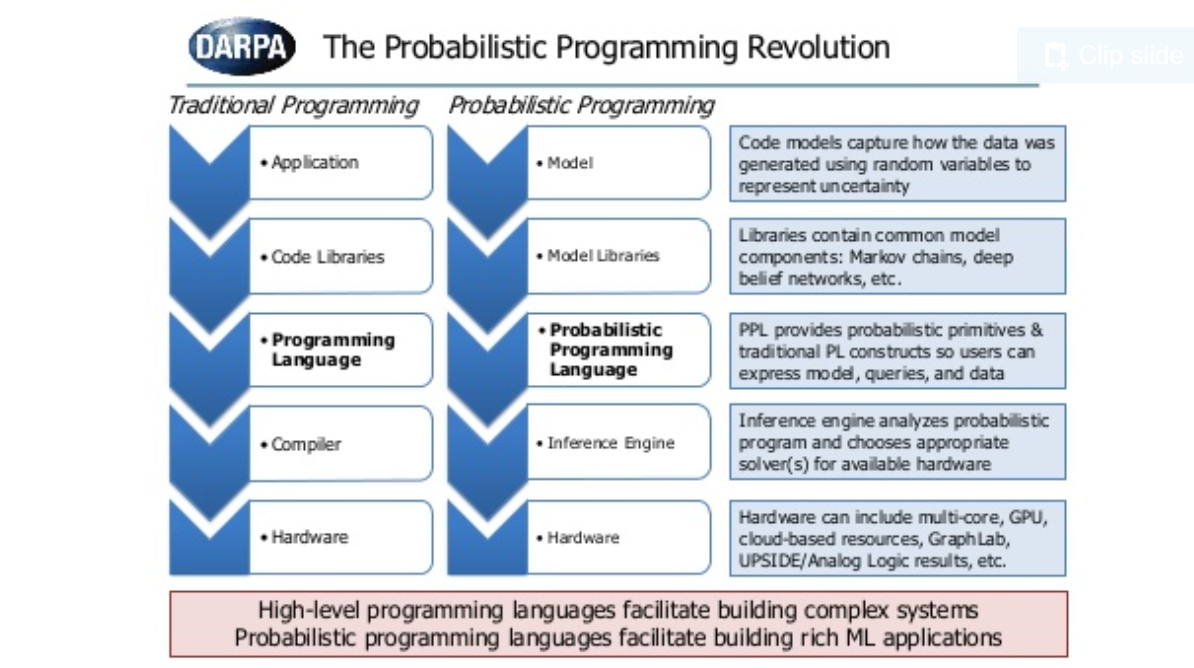 DARPA The Probabilistic Programming Revolution
Clip slide
Traditional Programming
Probabilistic Programming
• Application
• Model
Code models capture how the data was
generated using random variables to
represent uncertainty
• Code Libraries
• Model Libraries
Libraries contain common model
components: Markov chains, deep
belief networks, etc.
• Programming
Language
• Probabilistic
Programming
Language
PPL provides probabilistic primitives &
traditional PL constructs so users can
express model, queries, and data
• Compiler
• Inference Engine
Inference engine analyzes probabilistic
program and chooses appropriate
solver(s) for available hardware
• Hardware
• Hardware
Hardware can include multi-core, GPU,
cloud-based resources, GraphLab,
UPSIDE/Analog Logic results, etc.
High-level programming languages facilitate building complex systems
Probabilistic programming languages facilitate building rich ML applications